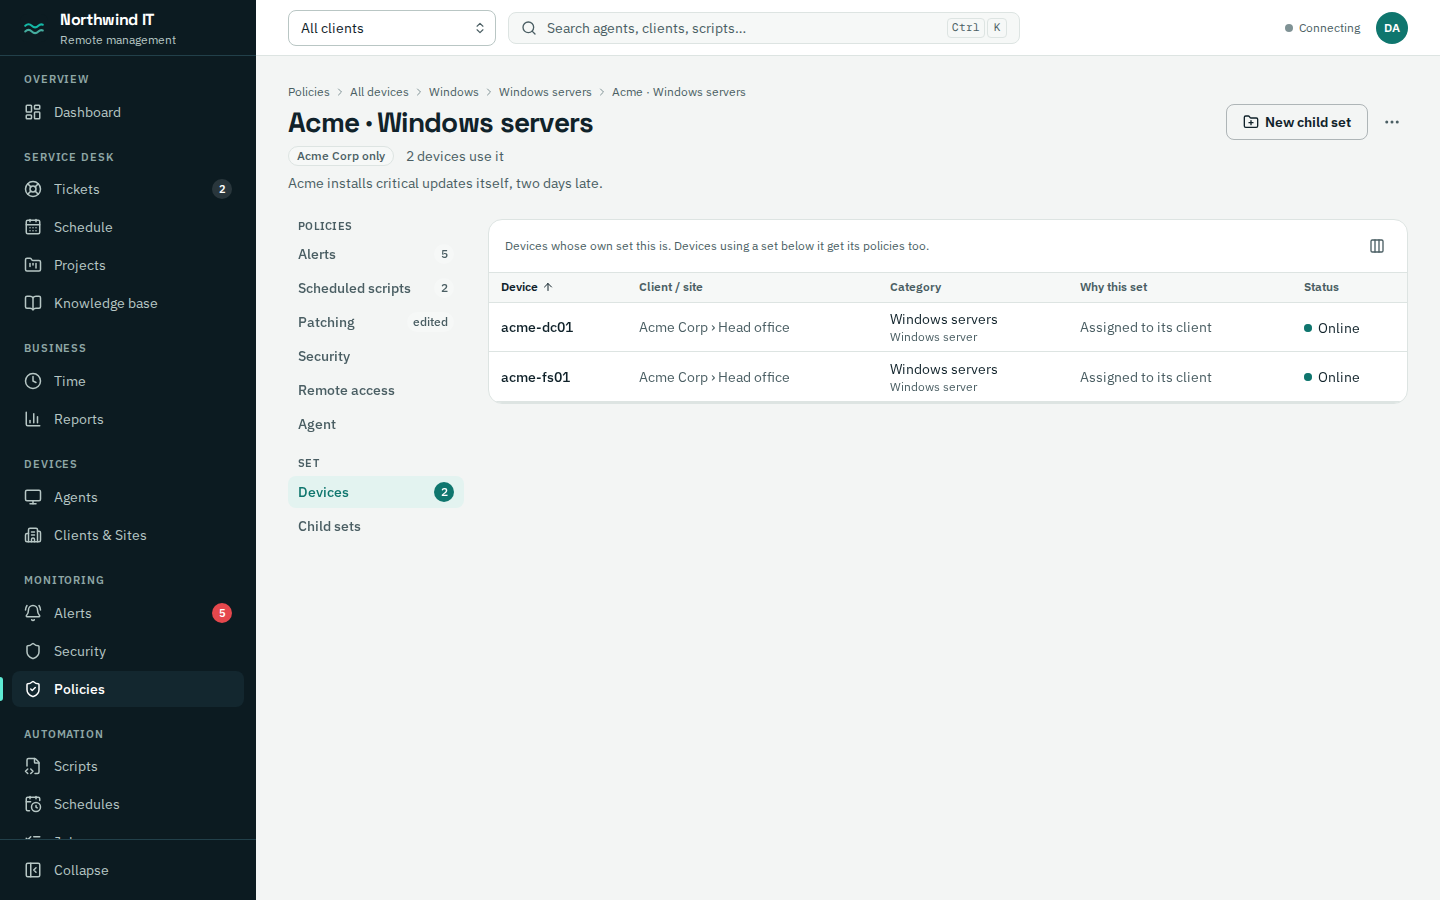 Northwind IT
Remote management
All clients
Search agents, clients, scripts...
Ctrl K
Connecting
DA
OVERVIEW
Dashboard
SERVICE DESK
Tickets 2
Schedule
Projects
Knowledge base
BUSINESS
Time
Reports
DEVICES
Agents
Clients & Sites
MONITORING
Alerts 5
Security
Policies
AUTOMATION
Scripts
Schedules
Collapse
Policies > All devices > Windows > Windows servers > Acme · Windows servers
Acme · Windows servers
New child set
Acme Corp only 2 devices use it
Acme installs critical updates itself, two days late.
POLICIES
Alerts 5
Scheduled scripts 2
Patching edited
Security
Remote access
Agent
SET
Devices 2
Child sets
Devices whose own set this is. Devices using a set below it get its policies too.
Device Client / site Category Why this set Status
acme-dc01 Acme Corp › Head office Windows servers Assigned to its client Online
Windows server
acme-fs01 Acme Corp › Head office Windows servers Assigned to its client Online
Windows server